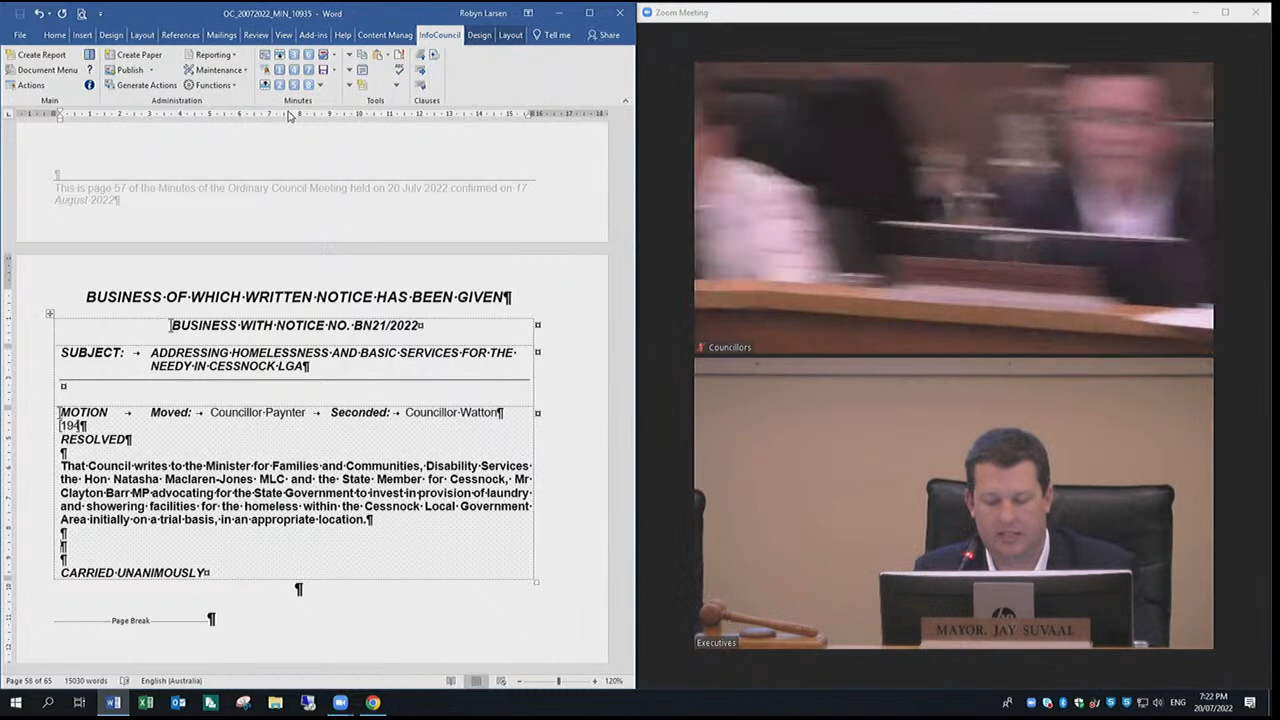 OC_20072022_MIN_10935 - Word
Robyn Larsen
Zoom Meeting
File Home Insert Design Layout References Mailings Review View Add-ins Help Content Manag InfoCouncil Design Layout Tell me Share
Create Report Create Paper Reporting
Document Menu Publish Maintenance
Actions Generate Actions Functions
Main Administration Minutes Tools Clauses
This is page 57 of the Minutes of the Ordinary Council Meeting held on 20 July 2022 confirmed on 17
August 2022¶
BUSINESS·OF·WHICH·WRITTEN·NOTICE·HAS·BEEN·GIVEN¶
BUSINESS·WITH·NOTICE·NO.·BN21/2022¤
SUBJECT: → ADDRESSING·HOMELESSNESS·AND·BASIC·SERVICES·FOR·THE·
NEEDY·IN·CESSNOCK·LGA¶
¤
MOTION → Moved: → Councillor·Paynter → Seconded: → Councillor·Watton¶
194¶
RESOLVED¶
¶
That·Council·writes·to·the·Minister·for·Families·and·Communities,·Disability·Services·
the·Hon·Natasha·Maclaren-Jones·MLC·and·the·State·Member·for·Cessnock,·Mr·
Clayton·Barr·MP·advocating·for·the·State·Government·to·invest·in·provision·of·laundry·
and·showering·facilities·for·the·homeless·within·the·Cessnock·Local·Government·
Area·initially·on·a·trial·basis,·in·an·appropriate·location.¶
¶
¶
¶
CARRIED·UNANIMOUSLY¤
¶
Page Break ¶
Page 58 of 65 15030 words English (Australia) 120%
Councillors
MAYOR. JAY SUVAAL
Executives
ENG
7:22 PM
20/07/2022